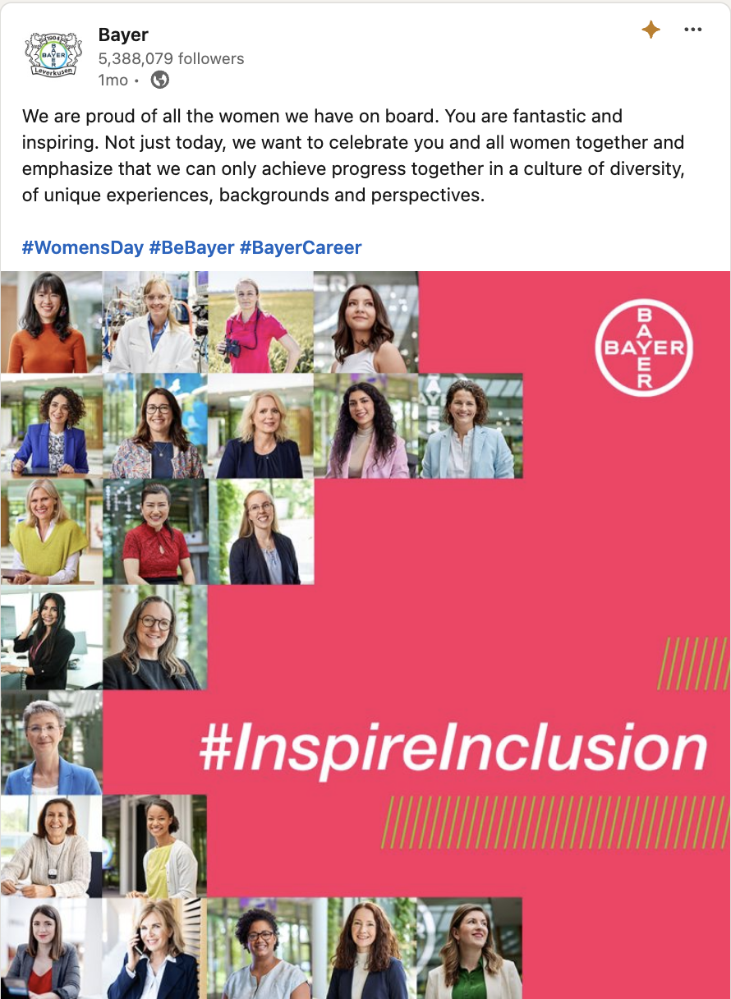 Bayer
5,388,079 followers
1mo •
We are proud of all the women we have on board. You are fantastic and
inspiring. Not just today, we want to celebrate you and all women together and
emphasize that we can only achieve progress together in a culture of diversity,
of unique experiences, backgrounds and perspectives.
#WomensDay #BeBayer #BayerCareer
1904
BAYER
BAYER
Leverkusen
BAYER
BAYER
#InspireInclusion